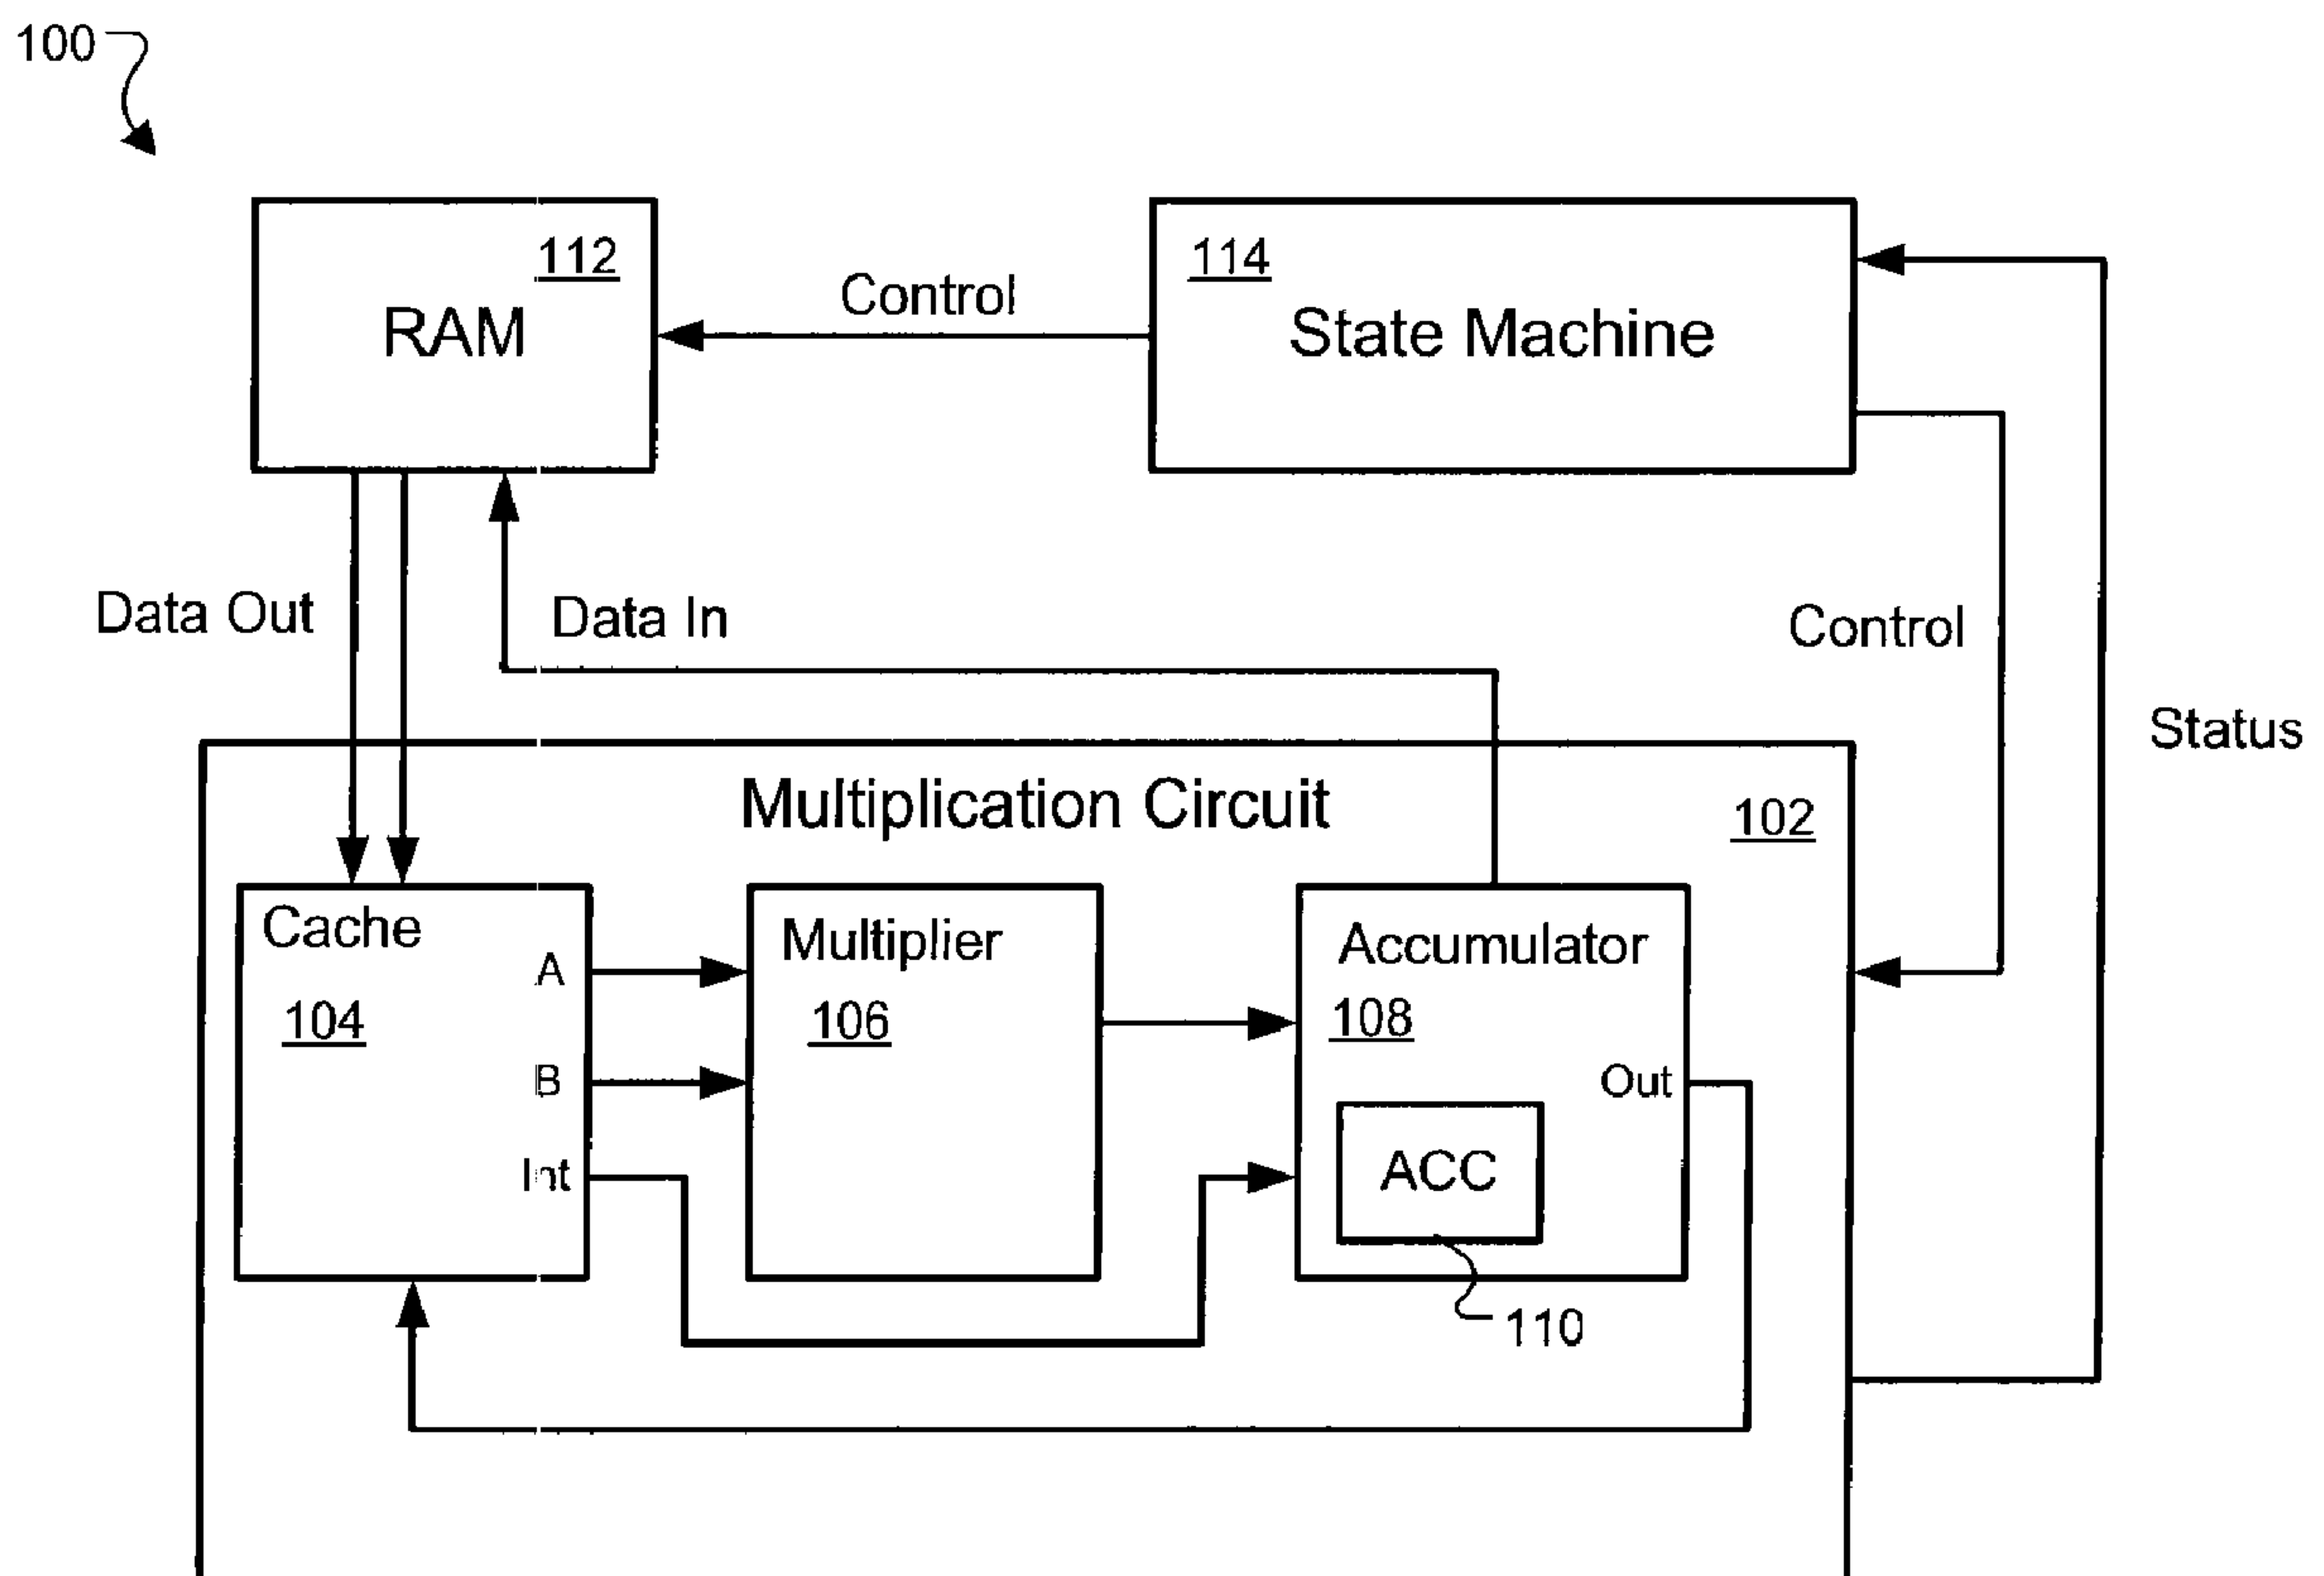 100
112
RAM
Control
114
State Machine
Data Out
Data In
Control
Status
Multiplication Circuit
102
Cache
104
A
B
Int
Multiplier
106
Accumulator
108
Out
ACC
110